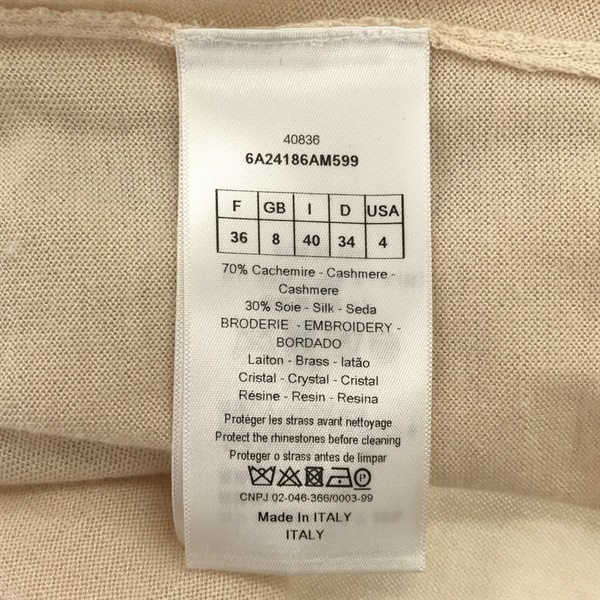 40836
6A24186AM599
F GB I D USA
36 8 40 34 4
70% Cachemire - Cashmere -
Cashmere
30% Soie - Silk - Seda
BRODERIE - EMBROIDERY -
BORDADO
Laiton - Brass - latão
Cristal - Crystal - Cristal
Résine - Resin - Resina
Protéger les strass avant nettoyage
Protect the rhinestones before cleaning
Proteger o strass antes de limpar
P
CNPJ 02-046-366/0003-99
Made In ITALY
ITALY